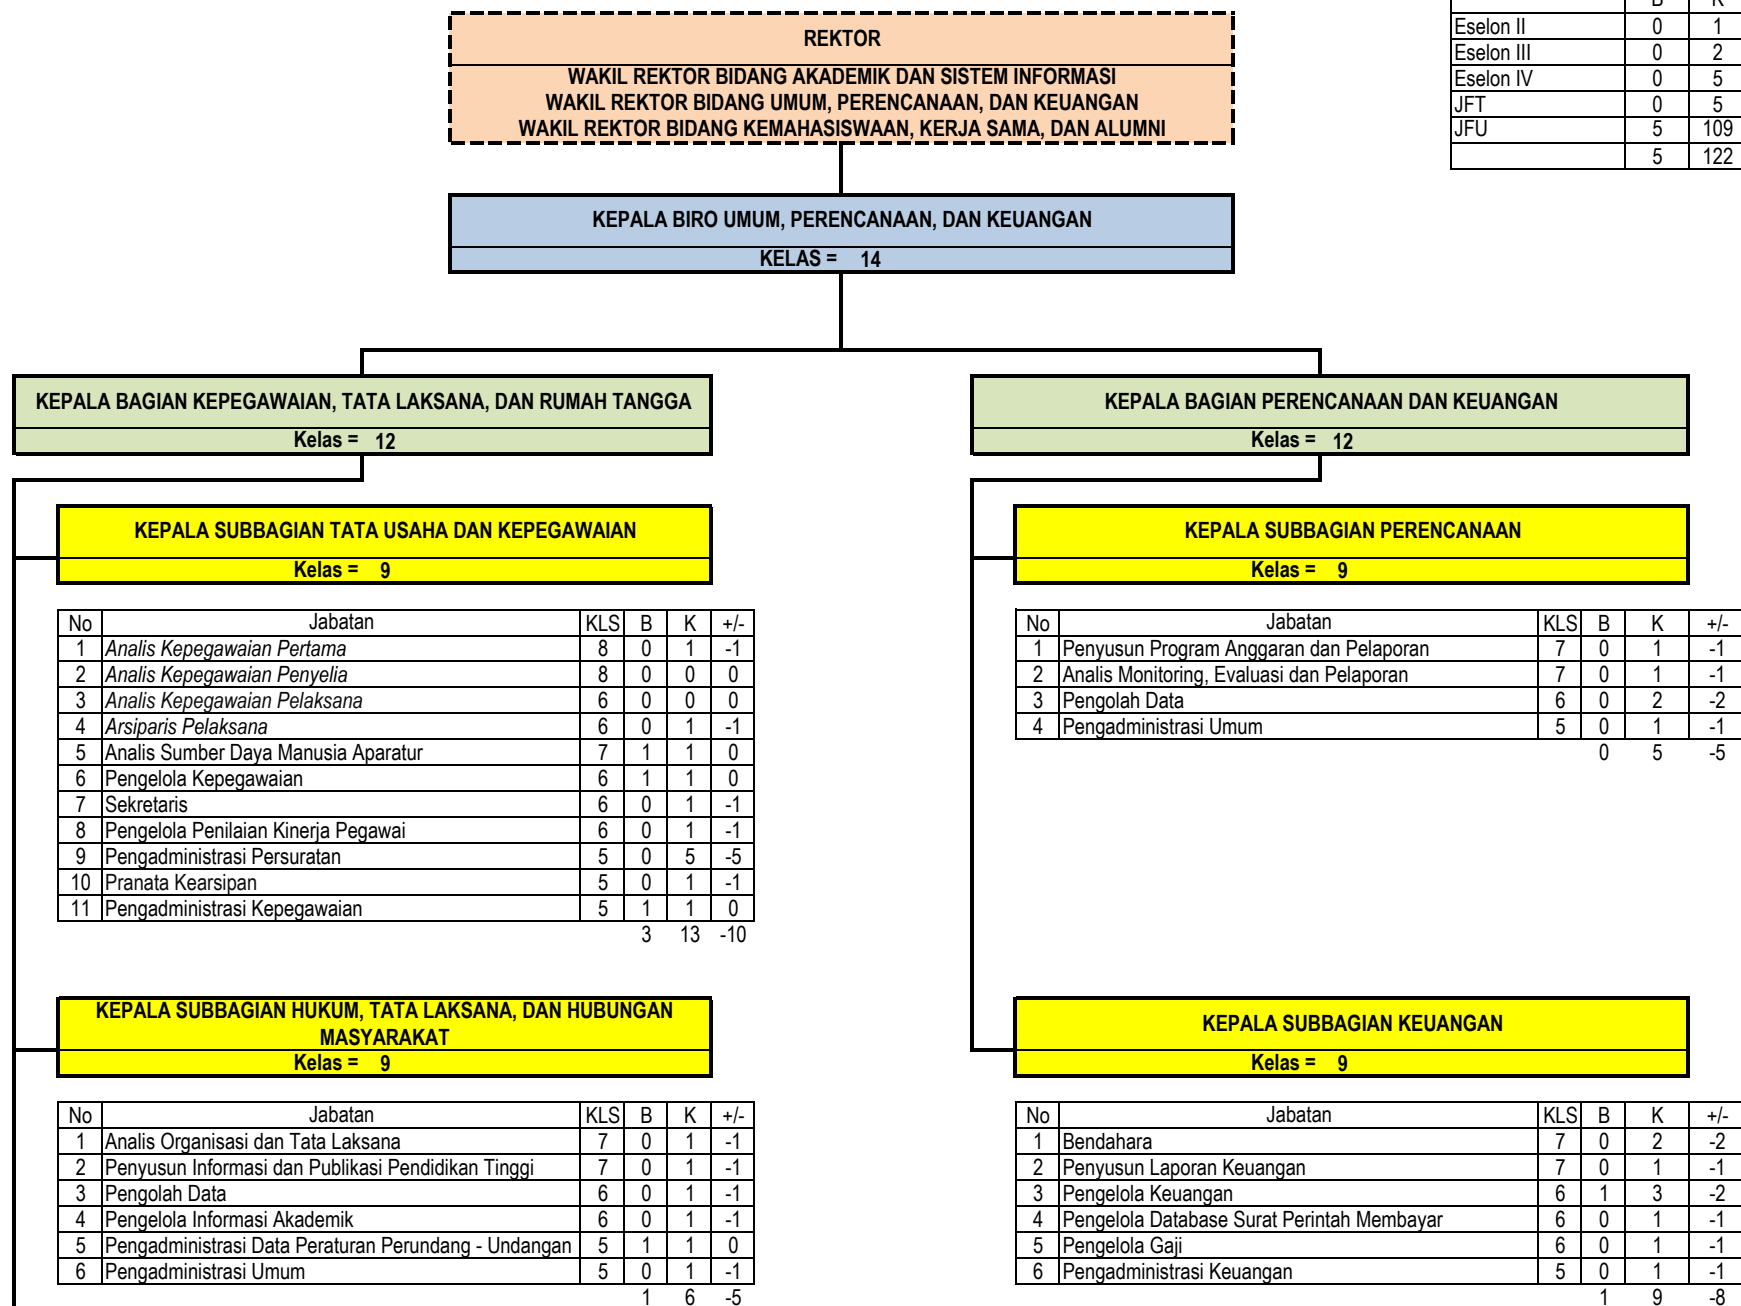 B K
Eselon II 0 1
Eselon III 0 2
Eselon IV 0 5
JFT 0 5
JFU 5 109
5 122
REKTOR
WAKIL REKTOR BIDANG AKADEMIK DAN SISTEM INFORMASI
WAKIL REKTOR BIDANG UMUM, PERENCANAAN, DAN KEUANGAN
WAKIL REKTOR BIDANG KEMAHASISWAAN, KERJA SAMA, DAN ALUMNI
KEPALA BIRO UMUM, PERENCANAAN, DAN KEUANGAN
KELAS = 14
KEPALA BAGIAN KEPEGAWAIAN, TATA LAKSANA, DAN RUMAH TANGGA
Kelas = 12
KEPALA SUBBAGIAN TATA USAHA DAN KEPEGAWAIAN
Kelas = 9
No Jabatan KLS B K +/-
1 Analis Kepegawaian Pertama 8 0 1 -1
2 Analis Kepegawaian Penyelia 8 0 0 0
3 Analis Kepegawaian Pelaksana 6 0 0 0
4 Arsiparis Pelaksana 6 0 1 -1
5 Analis Sumber Daya Manusia Aparatur 7 1 1 0
6 Pengelola Kepegawaian 6 1 1 0
7 Sekretaris 6 0 1 -1
8 Pengelola Penilaian Kinerja Pegawai 6 0 1 -1
9 Pengadministrasi Persuratan 5 0 5 -5
10 Pranata Kearsipan 5 0 1 -1
11 Pengadministrasi Kepegawaian 5 1 1 0
3 13 -10
KEPALA SUBBAGIAN HUKUM, TATA LAKSANA, DAN HUBUNGAN
MASYARAKAT
Kelas = 9
No Jabatan KLS B K +/-
1 Analis Organisasi dan Tata Laksana 7 0 1 -1
2 Penyusun Informasi dan Publikasi Pendidikan Tinggi 7 0 1 -1
3 Pengolah Data 6 0 1 -1
4 Pengelola Informasi Akademik 6 0 1 -1
5 Pengadministrasi Data Peraturan Perundang - Undangan 5 1 1 0
6 Pengadministrasi Umum 5 0 1 -1
1 6 -5
KEPALA BAGIAN PERENCANAAN DAN KEUANGAN
Kelas = 12
KEPALA SUBBAGIAN PERENCANAAN
Kelas = 9
No Jabatan KLS B K +/-
1 Penyusun Program Anggaran dan Pelaporan 7 0 1 -1
2 Analis Monitoring, Evaluasi dan Pelaporan 7 0 1 -1
3 Pengolah Data 6 0 2 -2
4 Pengadministrasi Umum 5 0 1 -1
0 5 -5
KEPALA SUBBAGIAN KEUANGAN
Kelas = 9
No Jabatan KLS B K +/-
1 Bendahara 7 0 2 -2
2 Penyusun Laporan Keuangan 7 0 1 -1
3 Pengelola Keuangan 6 1 3 -2
4 Pengelola Database Surat Perintah Membayar 6 0 1 -1
5 Pengelola Gaji 6 0 1 -1
6 Pengadministrasi Keuangan 5 0 1 -1
1 9 -8